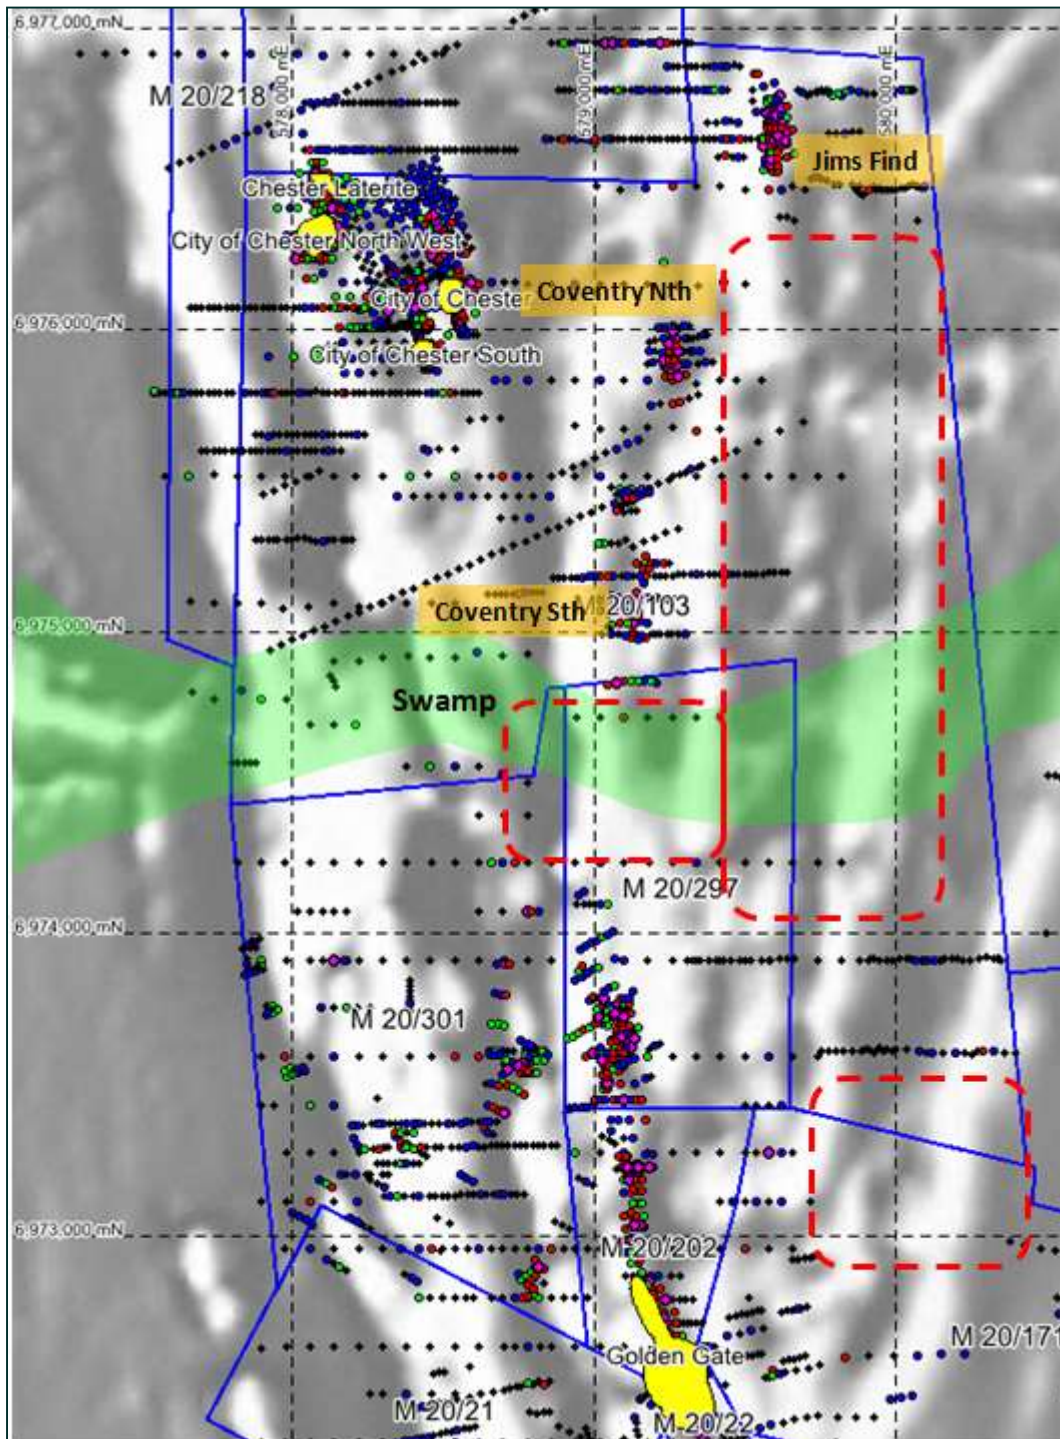 6,977,000 mN
578,000 mE
579,000 mE
580,000 mE
M 20/218
Jims Find
Chester Laterite
City of Chester North West
City of Chester
Coventry Nth
6,976,000 mN
City of Chester South
Coventry Sth
M 20/103
6,975,000 mN
Swamp
M 20/297
6,974,000 mN
M 20/301
6,973,000 mN
M 20/202
M 20/171
Golden Gate
M 20/21
M 20/22